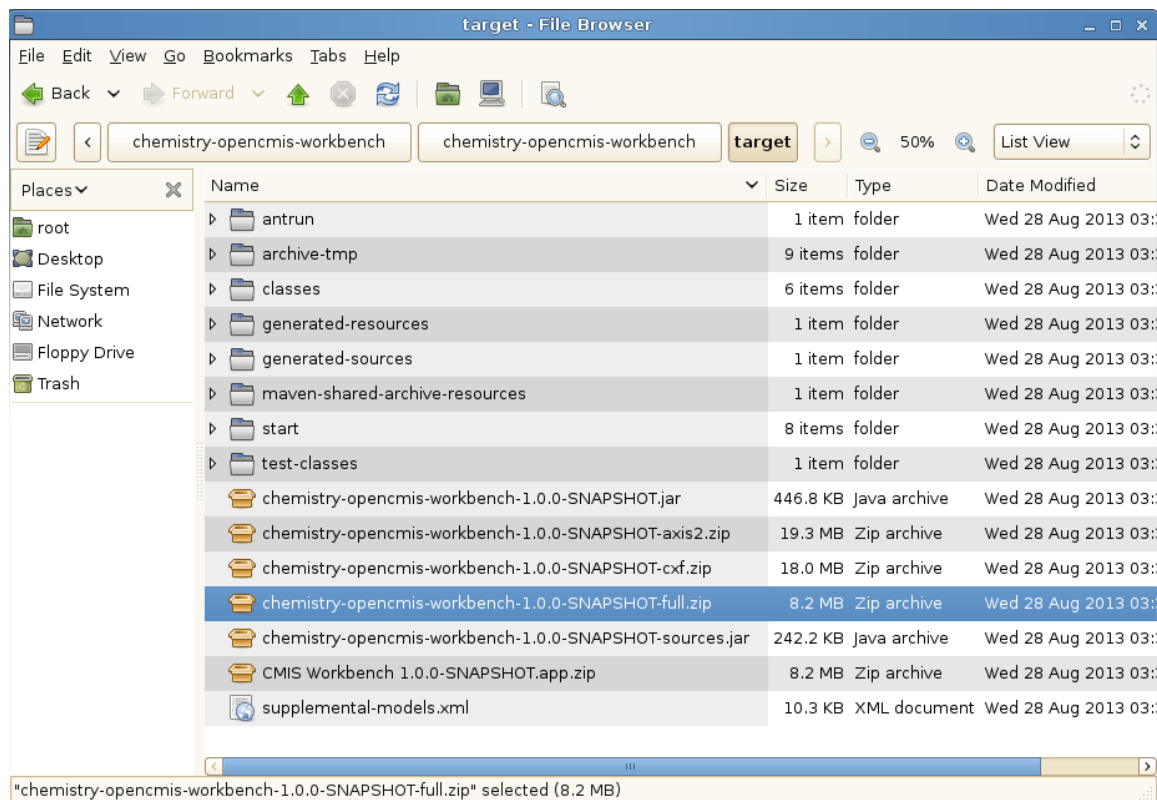 target - File Browser
File Edit View Go Bookmarks Tabs Help
Back Forward
chemistry-opencmis-workbench chemistry-opencmis-workbench target 50% List View
Places Name Size Type Date Modified
root
Desktop
File System
Network
Floppy Drive
Trash
antrun 1 item folder Wed 28 Aug 2013 03:
archive-tmp 9 items folder Wed 28 Aug 2013 03:
classes 6 items folder Wed 28 Aug 2013 03:
generated-resources 1 item folder Wed 28 Aug 2013 03:
generated-sources 1 item folder Wed 28 Aug 2013 03:
maven-shared-archive-resources 1 item folder Wed 28 Aug 2013 03:
start 8 items folder Wed 28 Aug 2013 03:
test-classes 1 item folder Wed 28 Aug 2013 03:
chemistry-opencmis-workbench-1.0.0-SNAPSHOT.jar 446.8 KB Java archive Wed 28 Aug 2013 03:
chemistry-opencmis-workbench-1.0.0-SNAPSHOT-axis2.zip 19.3 MB Zip archive Wed 28 Aug 2013 03:
chemistry-opencmis-workbench-1.0.0-SNAPSHOT-cxf.zip 18.0 MB Zip archive Wed 28 Aug 2013 03:
chemistry-opencmis-workbench-1.0.0-SNAPSHOT-full.zip 8.2 MB Zip archive Wed 28 Aug 2013 03:
chemistry-opencmis-workbench-1.0.0-SNAPSHOT-sources.jar 242.2 KB Java archive Wed 28 Aug 2013 03:
CMIS Workbench 1.0.0-SNAPSHOT.app.zip 8.2 MB Zip archive Wed 28 Aug 2013 03:
supplemental-models.xml 10.3 KB XML document Wed 28 Aug 2013 03:
"chemistry-opencmis-workbench-1.0.0-SNAPSHOT-full.zip" selected (8.2 MB)